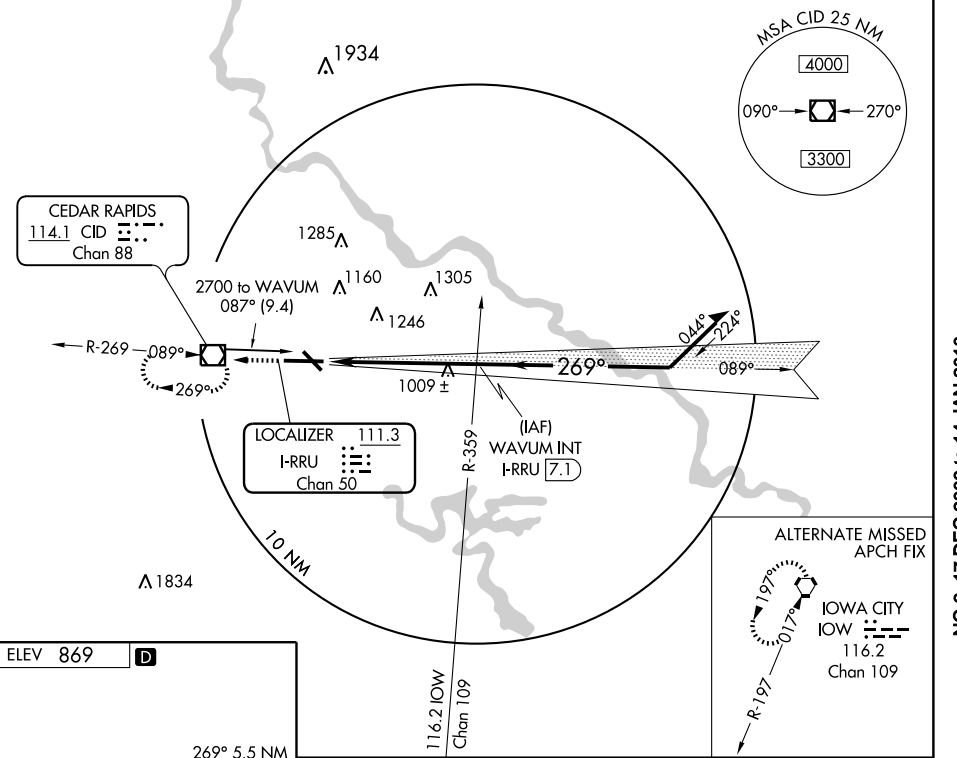 1934
MSA CID 25 NM
4000
090°
270°
3300
CEDAR RAPIDS
114.1 CID
Chan 88
1285
2700 to WAVUM
087° (9.4)
1160
1305
1246
R-269
089°
269°
1009 ±
269°
044°
224°
089°
(IAF)
WAVUM INT
I-RRU 7.1
R-359
LOCALIZER 111.3
I-RRU
Chan 50
10 NM
1834
116.2 IOW
Chan 109
ALTERNATE MISSED
APCH FIX
197°
017°
IOWA CITY
IOW
116.2
Chan 109
R-197
ELEV 869 D
269° 5.5 NM